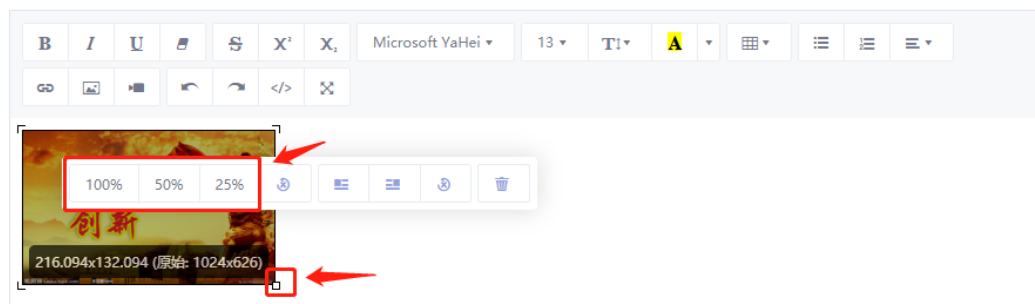 B I U S X² X₂ Microsoft YaHei 13 T A
</>
100% 50% 25%
创新
216.094x132.094 (原始: 1024x626)